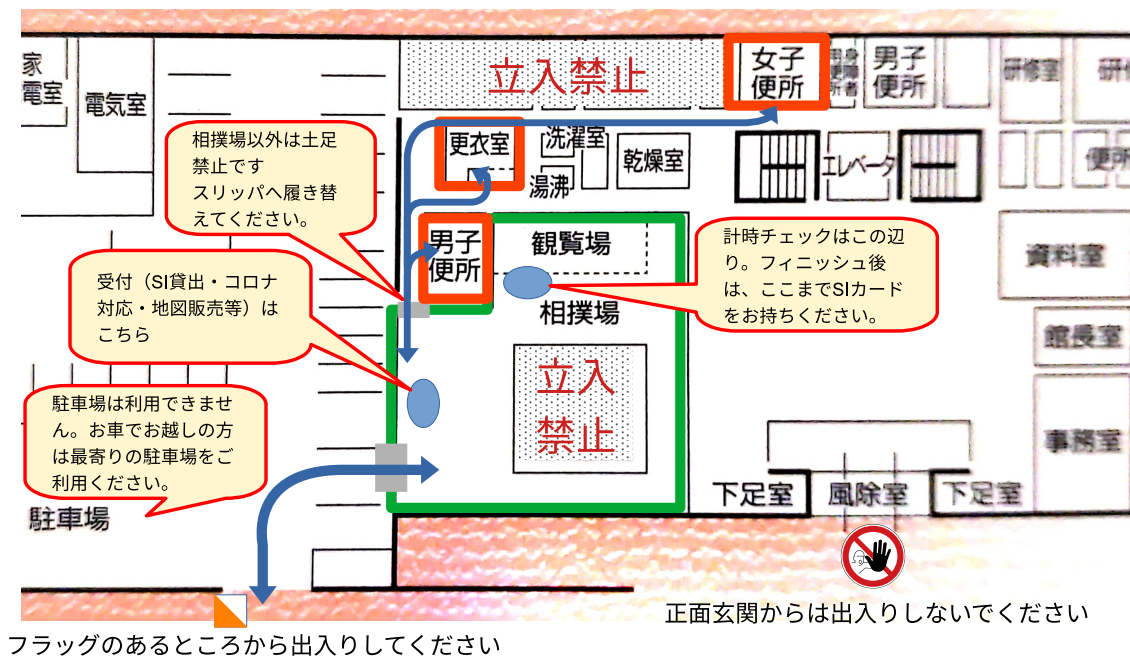 家
電室
電気室
立入禁止
女子
便所
男子
便所
研修室
相撲場以外は土足
禁止です
スリッパへ履き替
えてください。
更衣室
洗濯室
湯沸
乾燥室
エレベータ
便所
男子
便所
観覧場
相撲場
計時チェックはこの辺
り。フィニッシュ後
は、ここまでSIカード
をお持ちください。
資料室
受付（SI貸出・コロナ
対応・地図販売等）は
こちら
館長室
立入
禁止
駐車場は利用できませ
ん。お車でお越しの方
は最寄りの駐車場をご
利用ください。
事務室
下足室
風除室
下足室
駐車場
正面玄関からは出入りしないでください
フラッグのあるところから出入りしてください